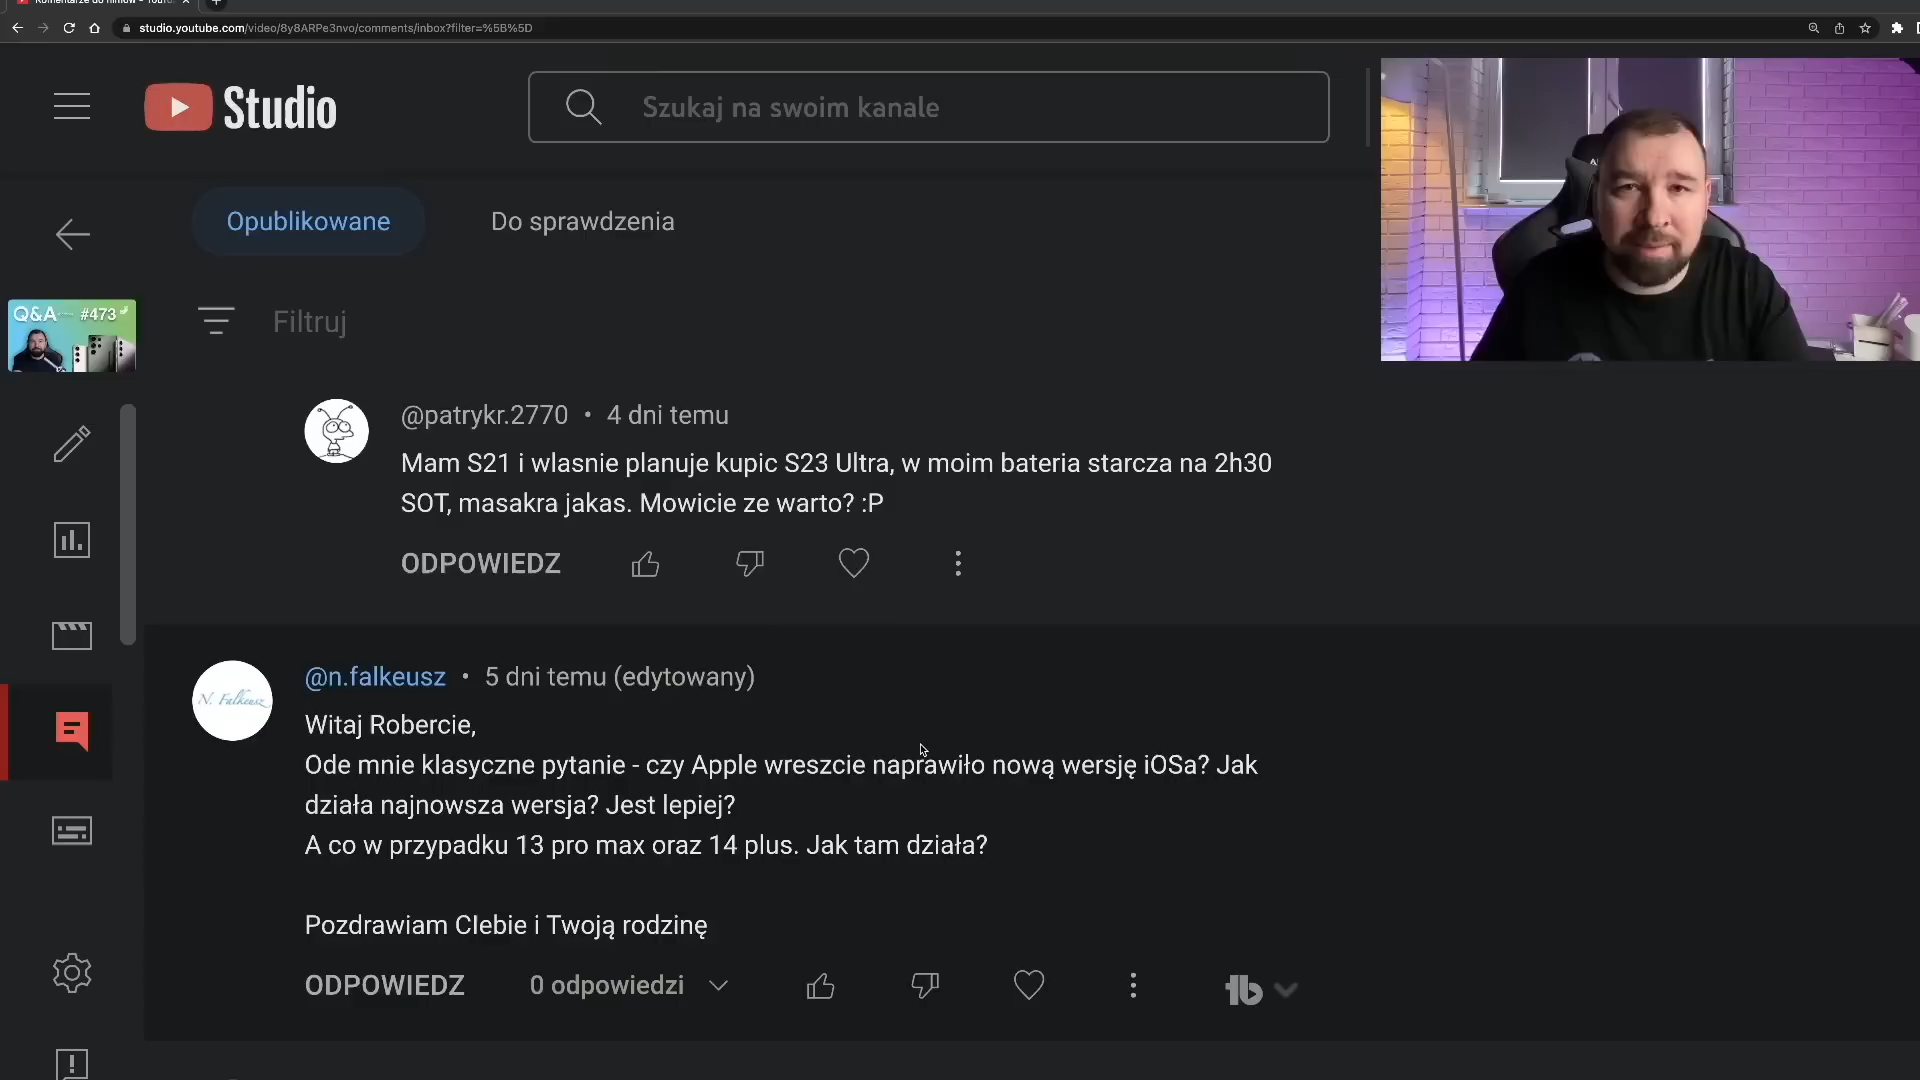 studio.youtube.com/video/8y8ARPe3nvo/comments/inbox?filter=%5B%5D
Studio
Szukaj na swoim kanale
Opublikowane
Do sprawdzenia
Q&A
#473
Filtruj
@patrykr.2770 • 4 dni temu
Mam S21 i wlasnie planuje kupic S23 Ultra, w moim bateria starcza na 2h30
SOT, masakra jakas. Mowicie ze warto? :P
ODPOWIEDZ
N. Falkeusz
@n.falkeusz • 5 dni temu (edytowany)
Witaj Robercie,
Ode mnie klasyczne pytanie - czy Apple wreszcie naprawiło nową wersję iOSa? Jak
działa najnowsza wersja? Jest lepiej?
A co w przypadku 13 pro max oraz 14 plus. Jak tam działa?
Pozdrawiam CIebie i Twoją rodzinę
ODPOWIEDZ
0 odpowiedzi